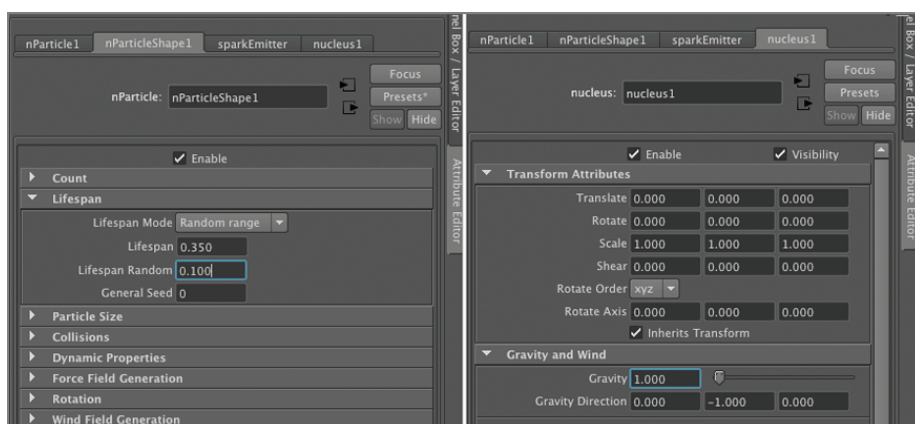 nParticle1 nParticleShape1 sparkEmitter nucleus1
Focus
nParticle: nParticleShape1
Presets*
Show Hide
Enable
Count
Lifespan
Lifespan Mode Random range
Lifespan 0.350
Lifespan Random 0.100
General Seed 0
Particle Size
Collisions
Dynamic Properties
Force Field Generation
Rotation
Wind Field Generation
nel Box / Layer Editor
Attribute Editor
nParticle1 nParticleShape1 sparkEmitter nucleus1
Focus
nucleus: nucleus1
Presets
Show Hide
Enable Visibility
Transform Attributes
Translate 0.000 0.000 0.000
Rotate 0.000 0.000 0.000
Scale 1.000 1.000 1.000
Shear 0.000 0.000 0.000
Rotate Order xyz
Rotate Axis 0.000 0.000 0.000
Inherits Transform
Gravity and Wind
Gravity 1.000
Gravity Direction 0.000 -1.000 0.000
el Box / Layer Editor
Attribute Editor